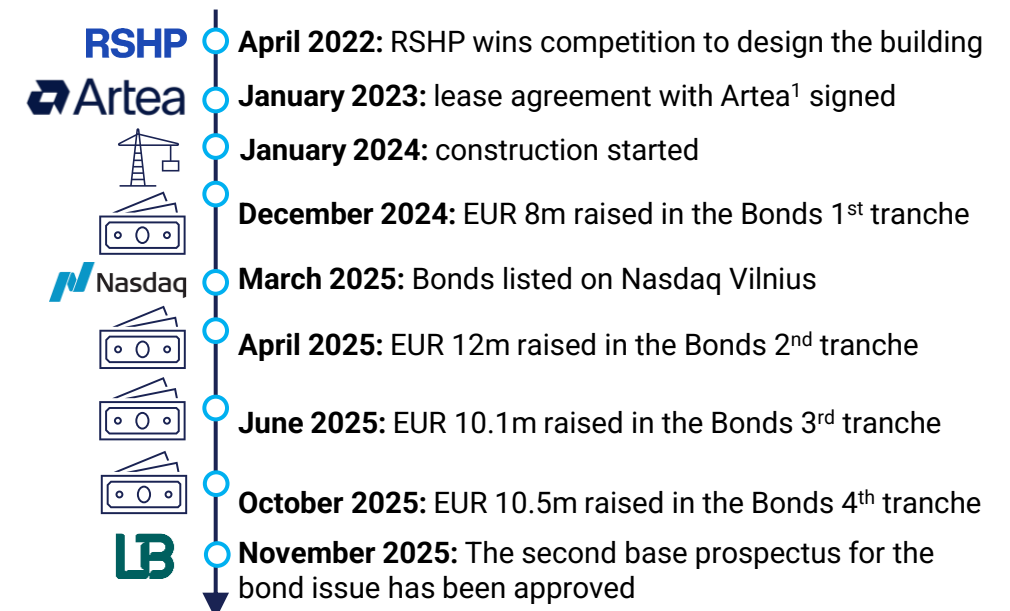 RSHP
April 2022: RSHP wins competition to design the building
Artea
January 2023: lease agreement with Artea¹ signed
January 2024: construction started
December 2024: EUR 8m raised in the Bonds 1st tranche
Nasdaq
March 2025: Bonds listed on Nasdaq Vilnius
April 2025: EUR 12m raised in the Bonds 2nd tranche
June 2025: EUR 10.1m raised in the Bonds 3rd tranche
October 2025: EUR 10.5m raised in the Bonds 4th tranche
LB
November 2025: The second base prospectus for the
bond issue has been approved